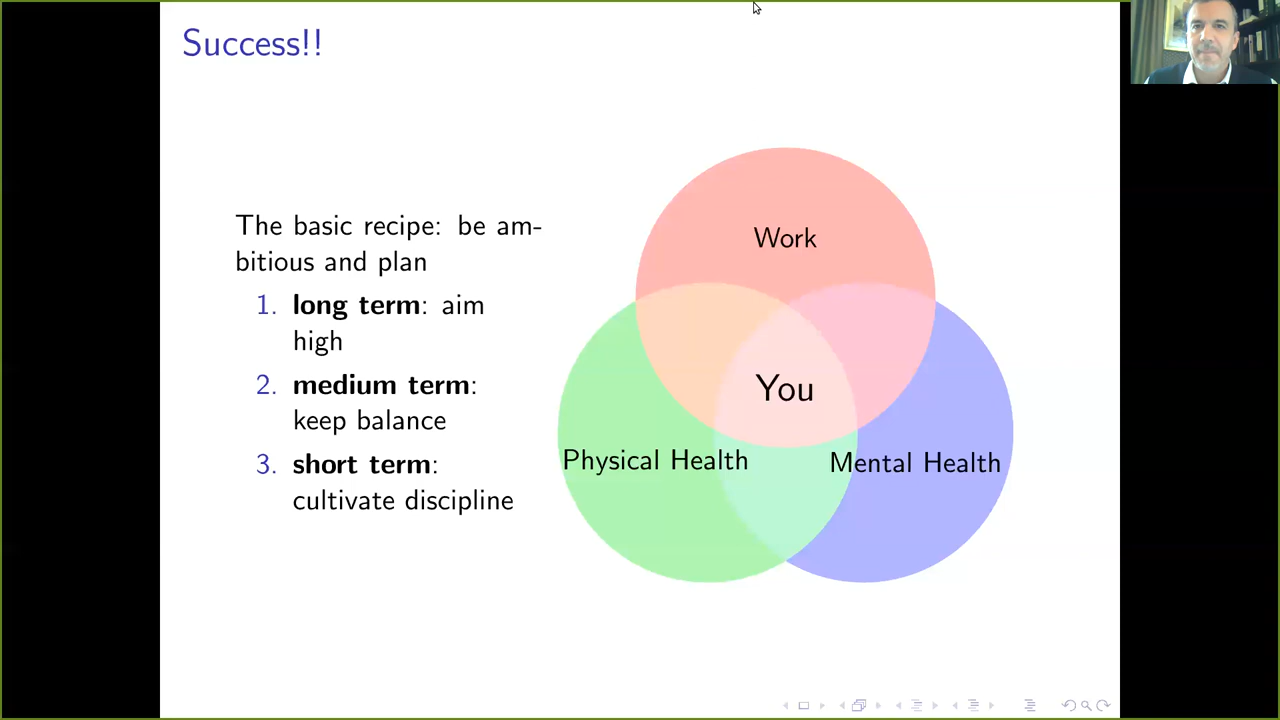 Success!!
The basic recipe: be am-
bitious and plan
1. long term: aim
high
2. medium term:
keep balance
3. short term:
cultivate discipline
Work
You
Physical Health
Mental Health